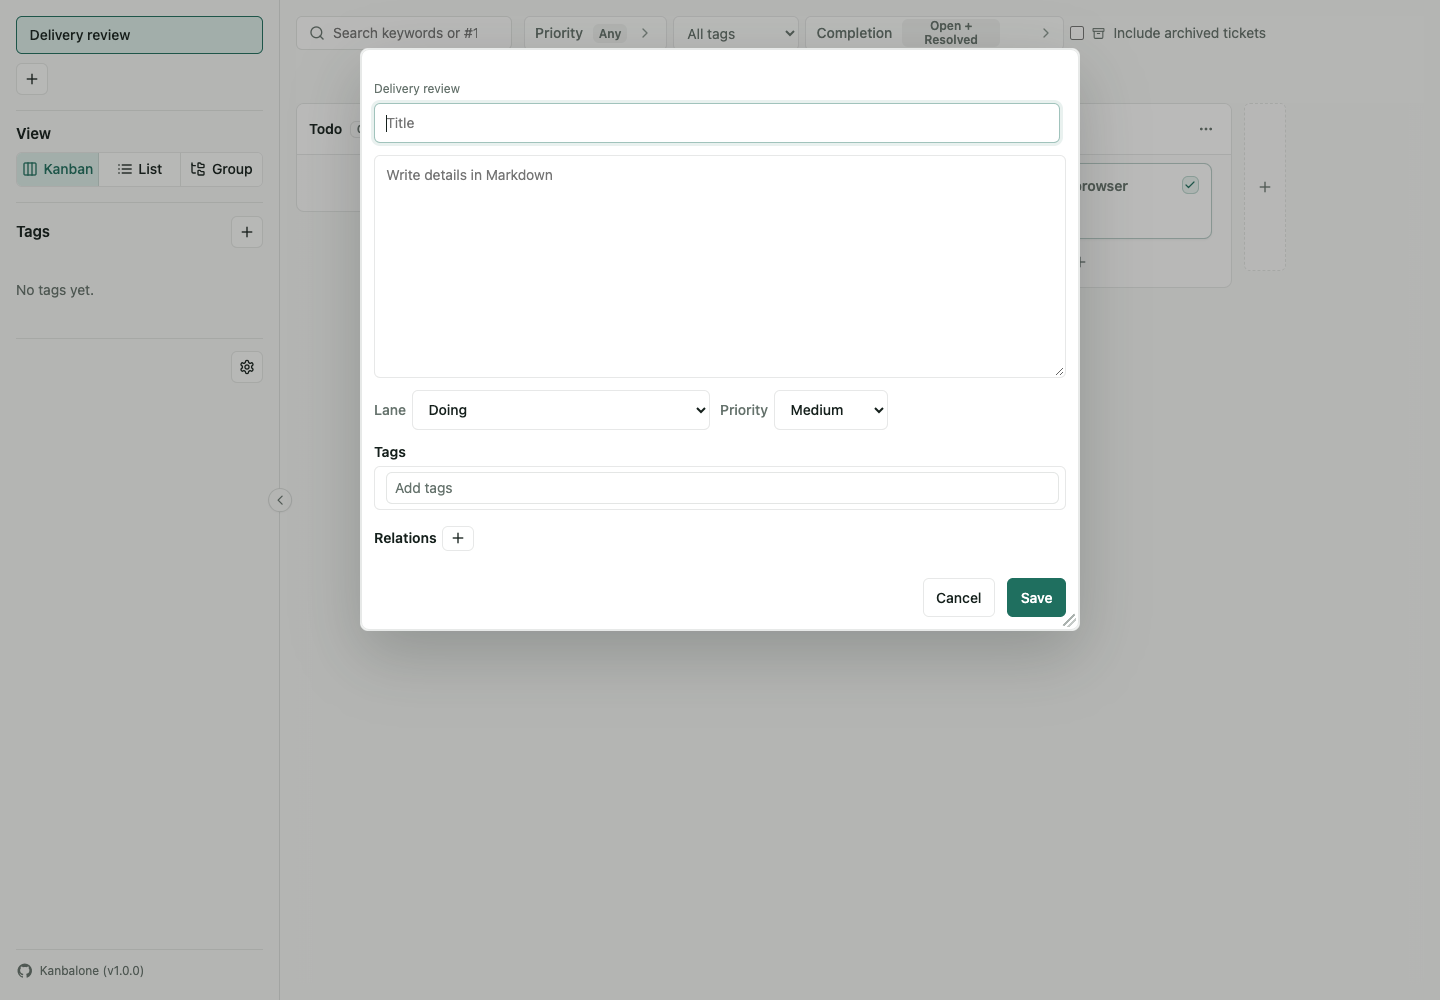 Delivery review
Search keywords or #1
Priority Any
All tags
Completion
Open +
Resolved
Include archived tickets
View
Kanban
List
Group
Tags
No tags yet.
Todo
browser
Delivery review
Title
Write details in Markdown
Lane
Doing
Priority
Medium
Tags
Add tags
Relations
Cancel
Save
Kanbalone (v1.0.0)